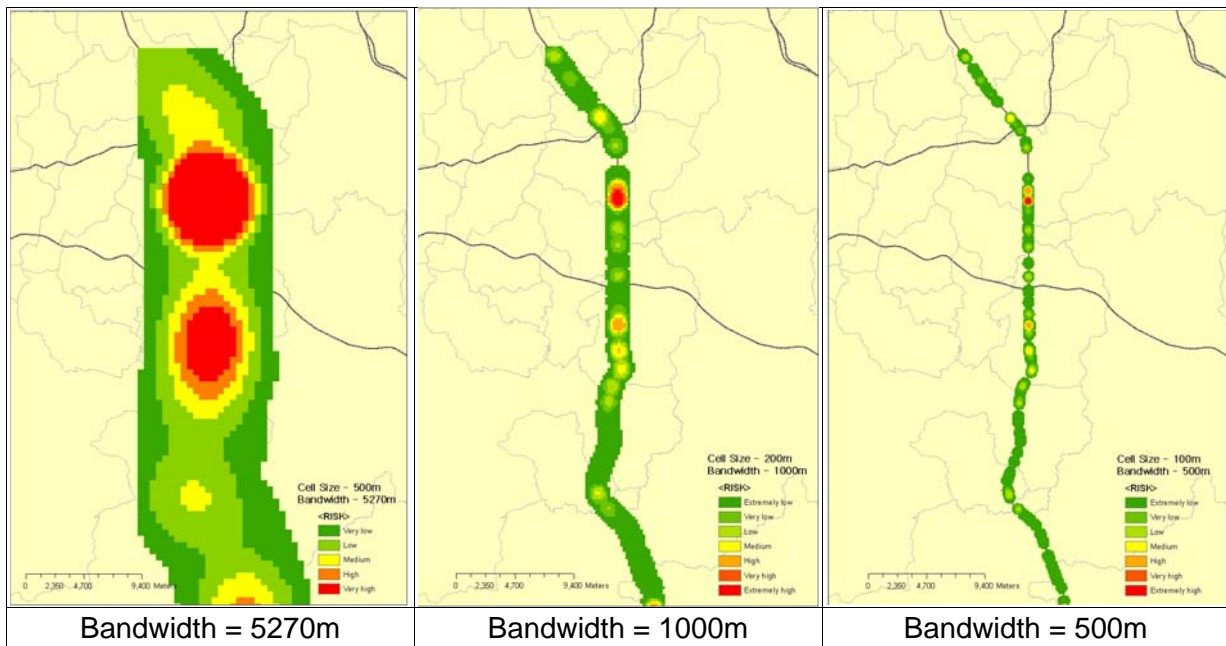 Cell Size - 500m
Bandwidth - 5270m
<RISK>
Very low
Low
Medium
High
Very high
0 2,350 4,700 9,400 Meters
Cell Size - 200m
Bandwidth - 1000m
<RISK>
Extremely low
Very low
Low
Medium
High
Very high
Extremely high
0 2,350 4,700 9,400 Meters
Cell Size - 100m
Bandwidth - 500m
<RISK>
Extremely low
Very low
Low
Medium
High
Very high
Extremely high
0 2,350 4,700 9,400 Meters
Bandwidth = 5270m
Bandwidth = 1000m
Bandwidth = 500m